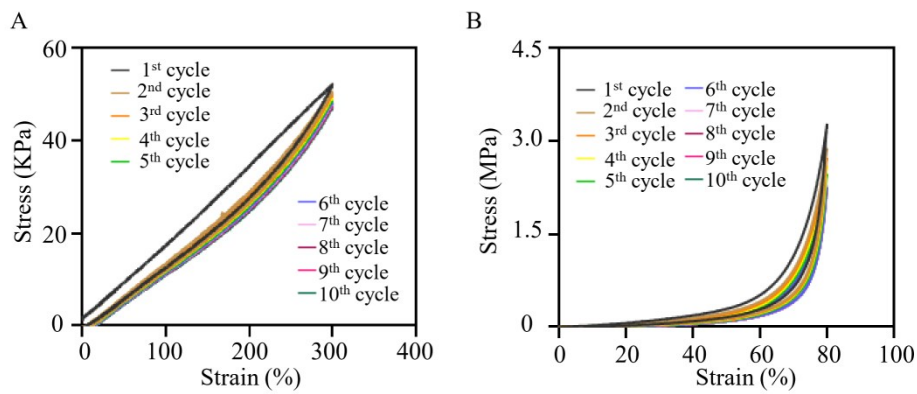 A
Stress (KPa)
60
40
20
0
1st cycle
2nd cycle
3rd cycle
4th cycle
5th cycle
6th cycle
7th cycle
8th cycle
9th cycle
10th cycle
0 100 200 300 400
Strain (%)
B
Stress (MPa)
4.5
3.0
1.5
0
1st cycle
2nd cycle
3rd cycle
4th cycle
5th cycle
6th cycle
7th cycle
8th cycle
9th cycle
10th cycle
0 20 40 60 80 100
Strain (%)